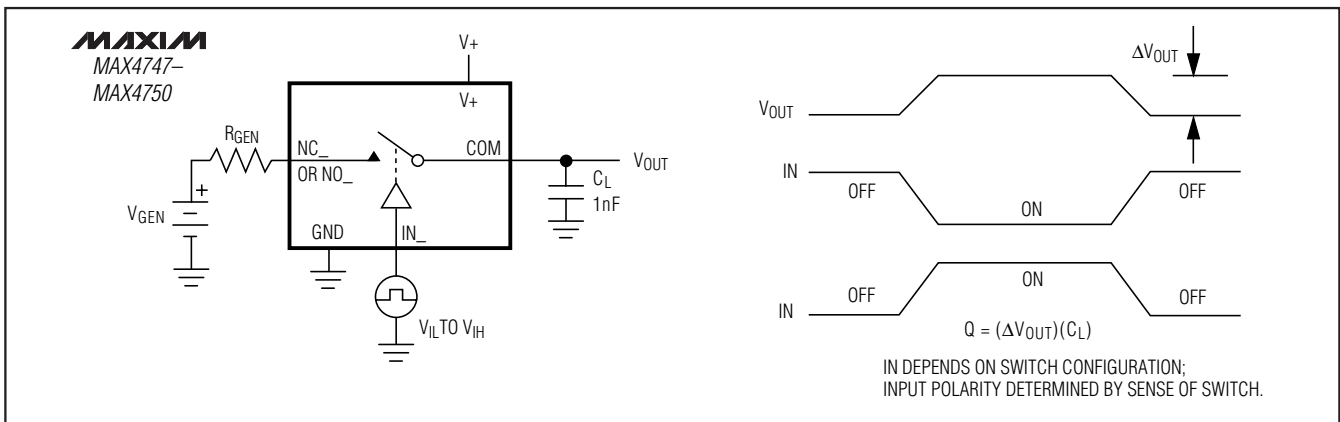 MAXIM
MAX4747–
MAX4750
V+
V+
RGEN
NC_
OR NO_
COM
VOUT
CL
1nF
VGEN
+
GND
IN_
VIL TO VIH
ΔVOUT
VOUT
IN
OFF
ON
OFF
IN
OFF
ON
OFF
Q = (ΔVOUT)(CL)
IN DEPENDS ON SWITCH CONFIGURATION;
INPUT POLARITY DETERMINED BY SENSE OF SWITCH.